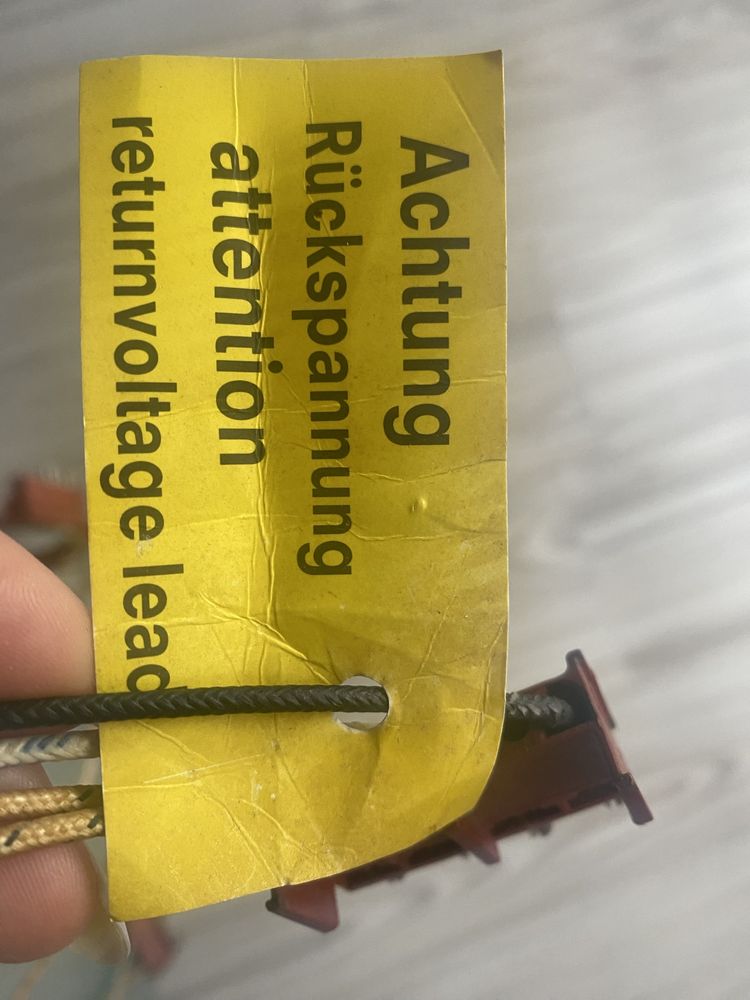 Achtung
Rückspannung
attention
returnvoltage lead